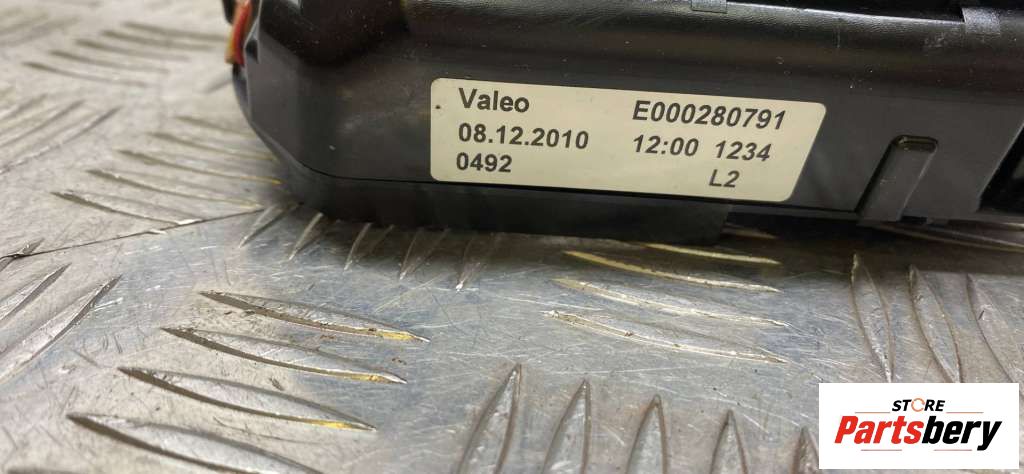 Valeo E000280791
08.12.2010 12:00 1234
0492 L2
STORE
Partsbery